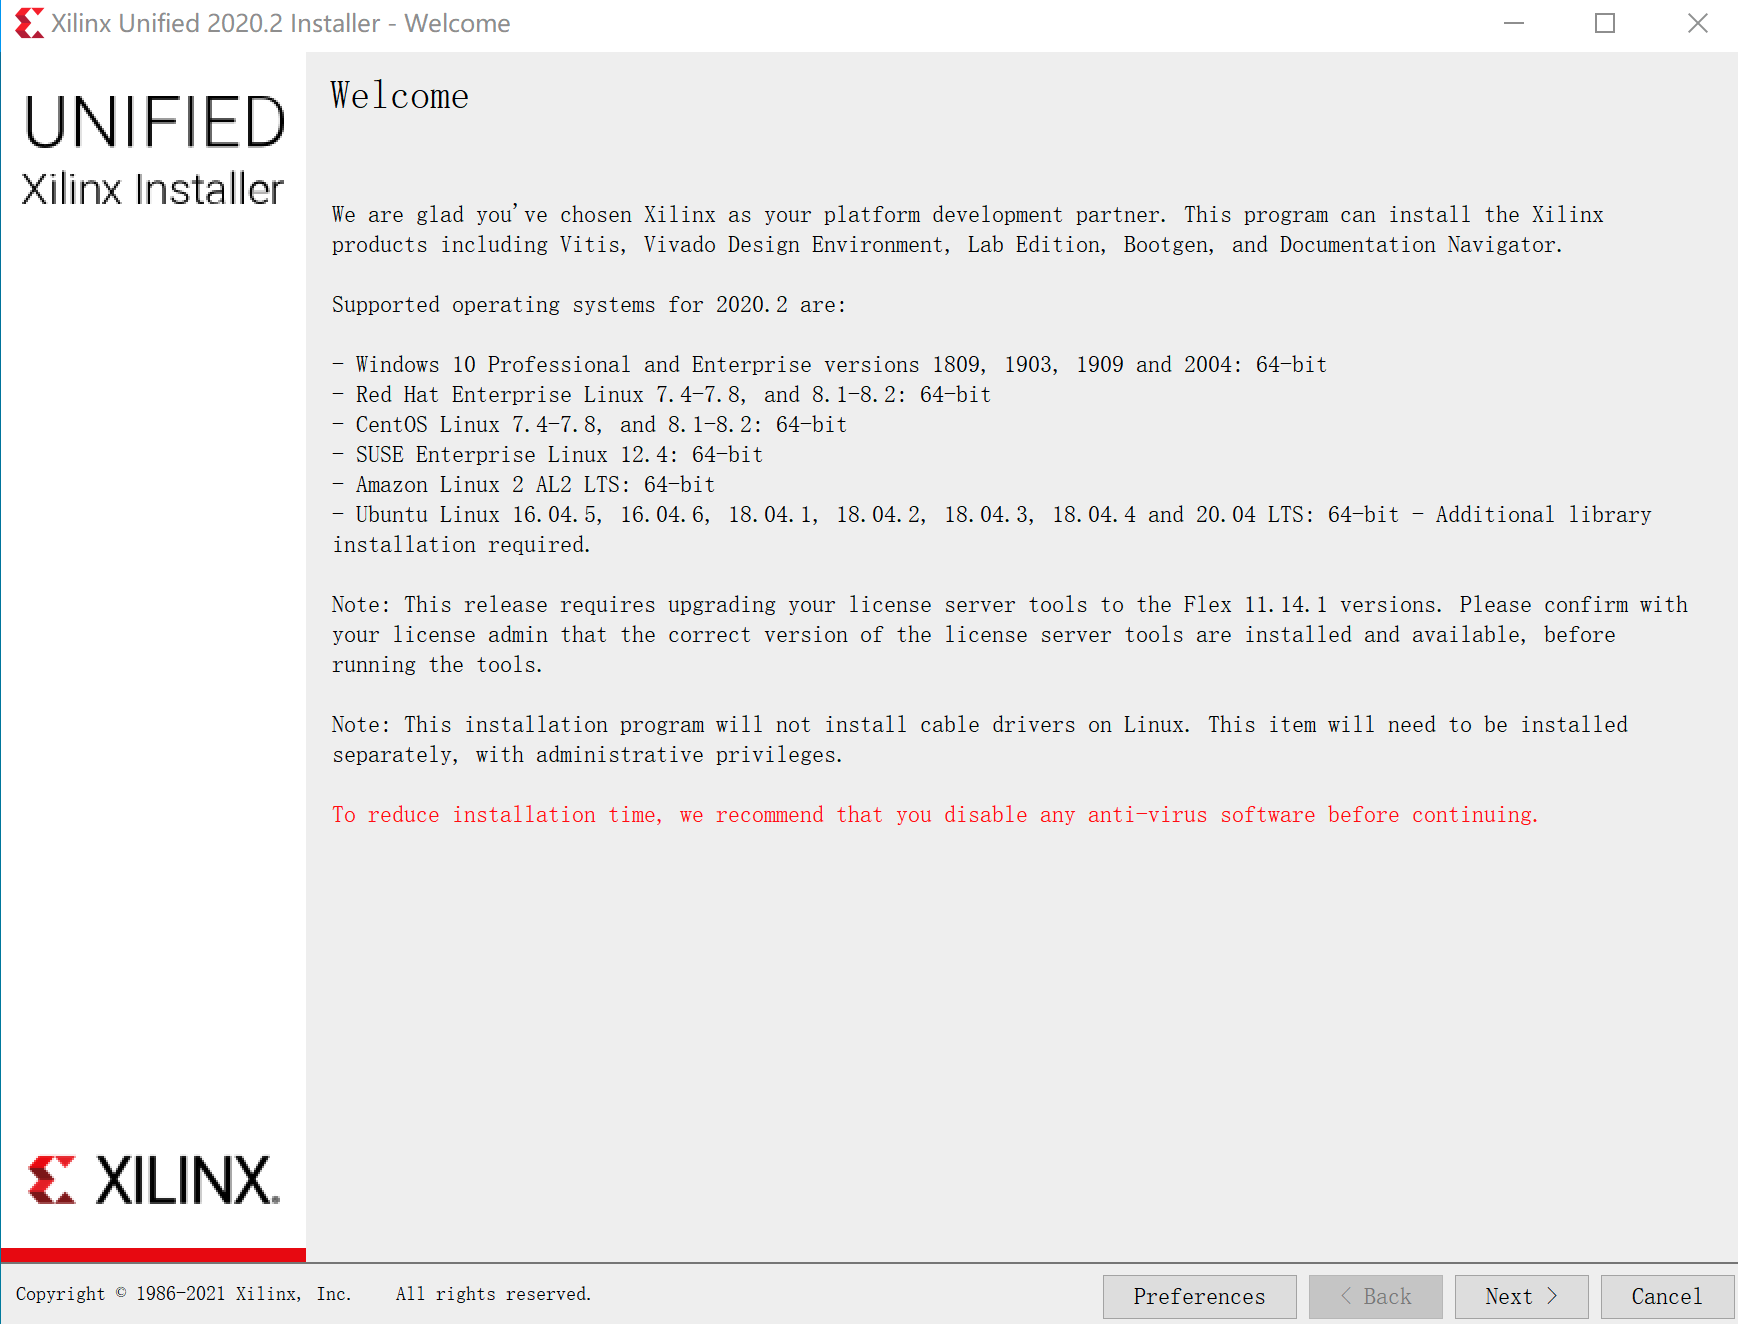 Xilinx Unified 2020.2 Installer - Welcome
UNIFIED
Xilinx Installer
Welcome
We are glad you've chosen Xilinx as your platform development partner. This program can install the Xilinx
products including Vitis, Vivado Design Environment, Lab Edition, Bootgen, and Documentation Navigator.
Supported operating systems for 2020.2 are:
- Windows 10 Professional and Enterprise versions 1809, 1903, 1909 and 2004: 64-bit
- Red Hat Enterprise Linux 7.4-7.8, and 8.1-8.2: 64-bit
- CentOS Linux 7.4-7.8, and 8.1-8.2: 64-bit
- SUSE Enterprise Linux 12.4: 64-bit
- Amazon Linux 2 AL2 LTS: 64-bit
- Ubuntu Linux 16.04.5, 16.04.6, 18.04.1, 18.04.2, 18.04.3, 18.04.4 and 20.04 LTS: 64-bit - Additional library
installation required.
Note: This release requires upgrading your license server tools to the Flex 11.14.1 versions. Please confirm with
your license admin that the correct version of the license server tools are installed and available, before
running the tools.
Note: This installation program will not install cable drivers on Linux. This item will need to be installed
separately, with administrative privileges.
To reduce installation time, we recommend that you disable any anti-virus software before continuing.
XILINX.
Copyright © 1986-2021 Xilinx, Inc. All rights reserved.
Preferences < Back Next > Cancel